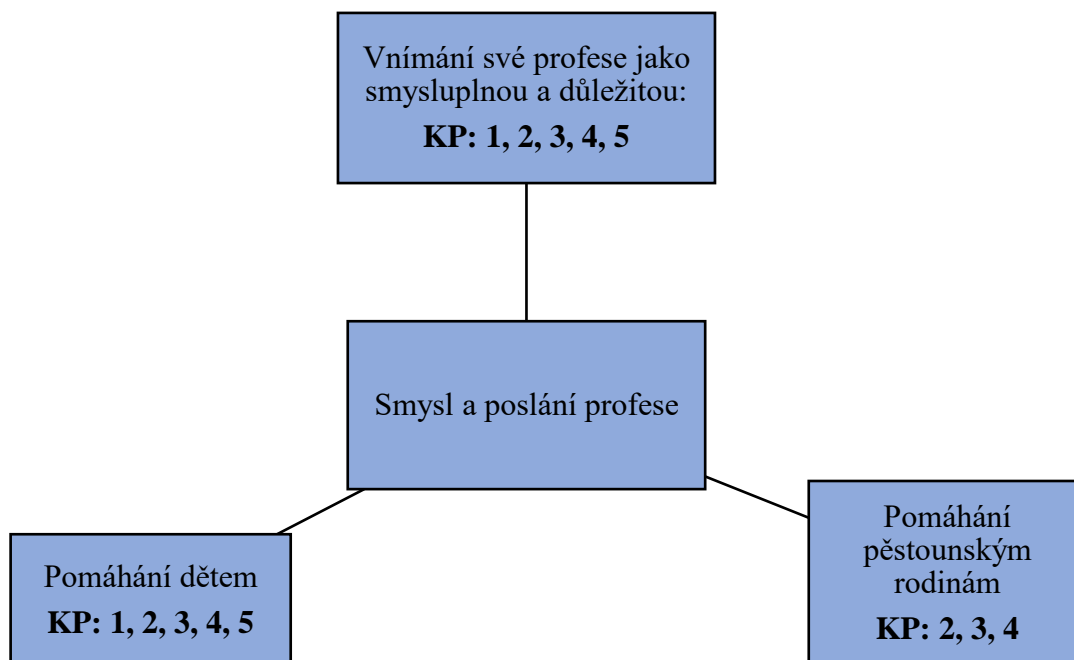 Vnímání své profese jako
smysluplnou a důležitou:
KP: 1, 2, 3, 4, 5
Smysl a poslání profese
Pomáhání dětem
KP: 1, 2, 3, 4, 5
Pomáhání
pěstounským
rodinám
KP: 2, 3, 4